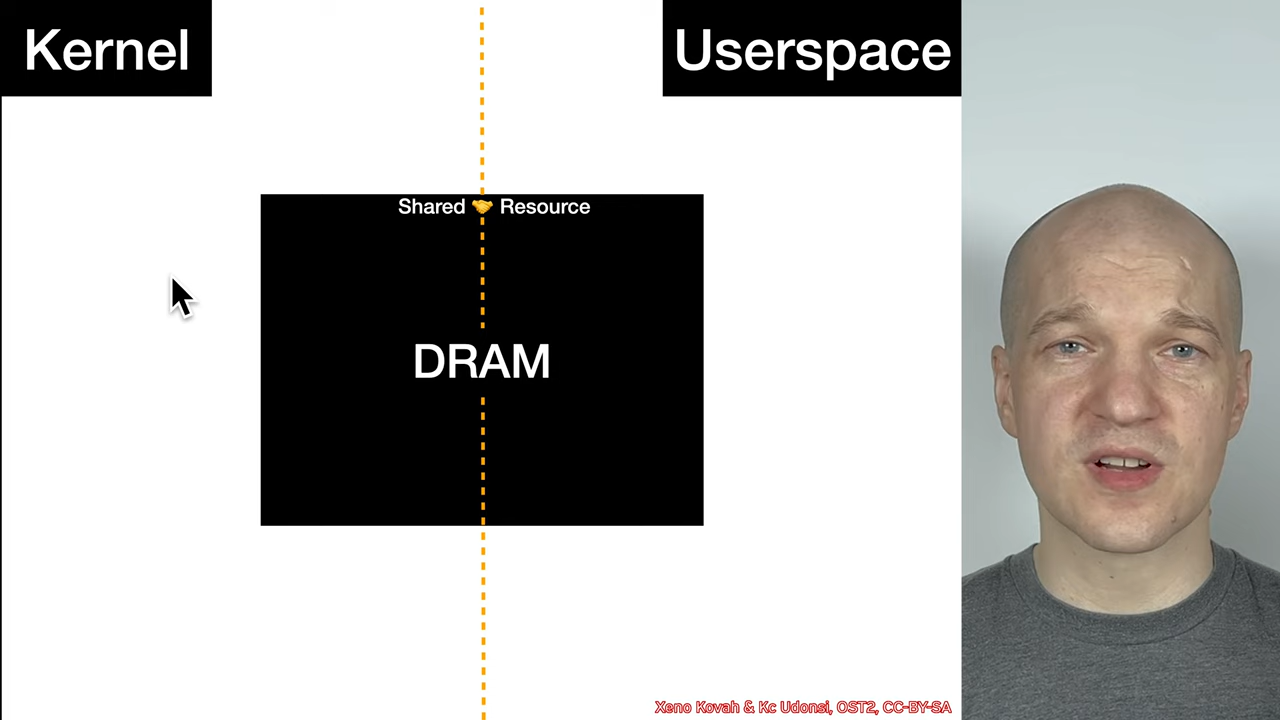 Kernel
Userspace
Shared 🤝 Resource
DRAM
Xeno Kovah & Kc Udonsi, OST2, CC-BY-SA